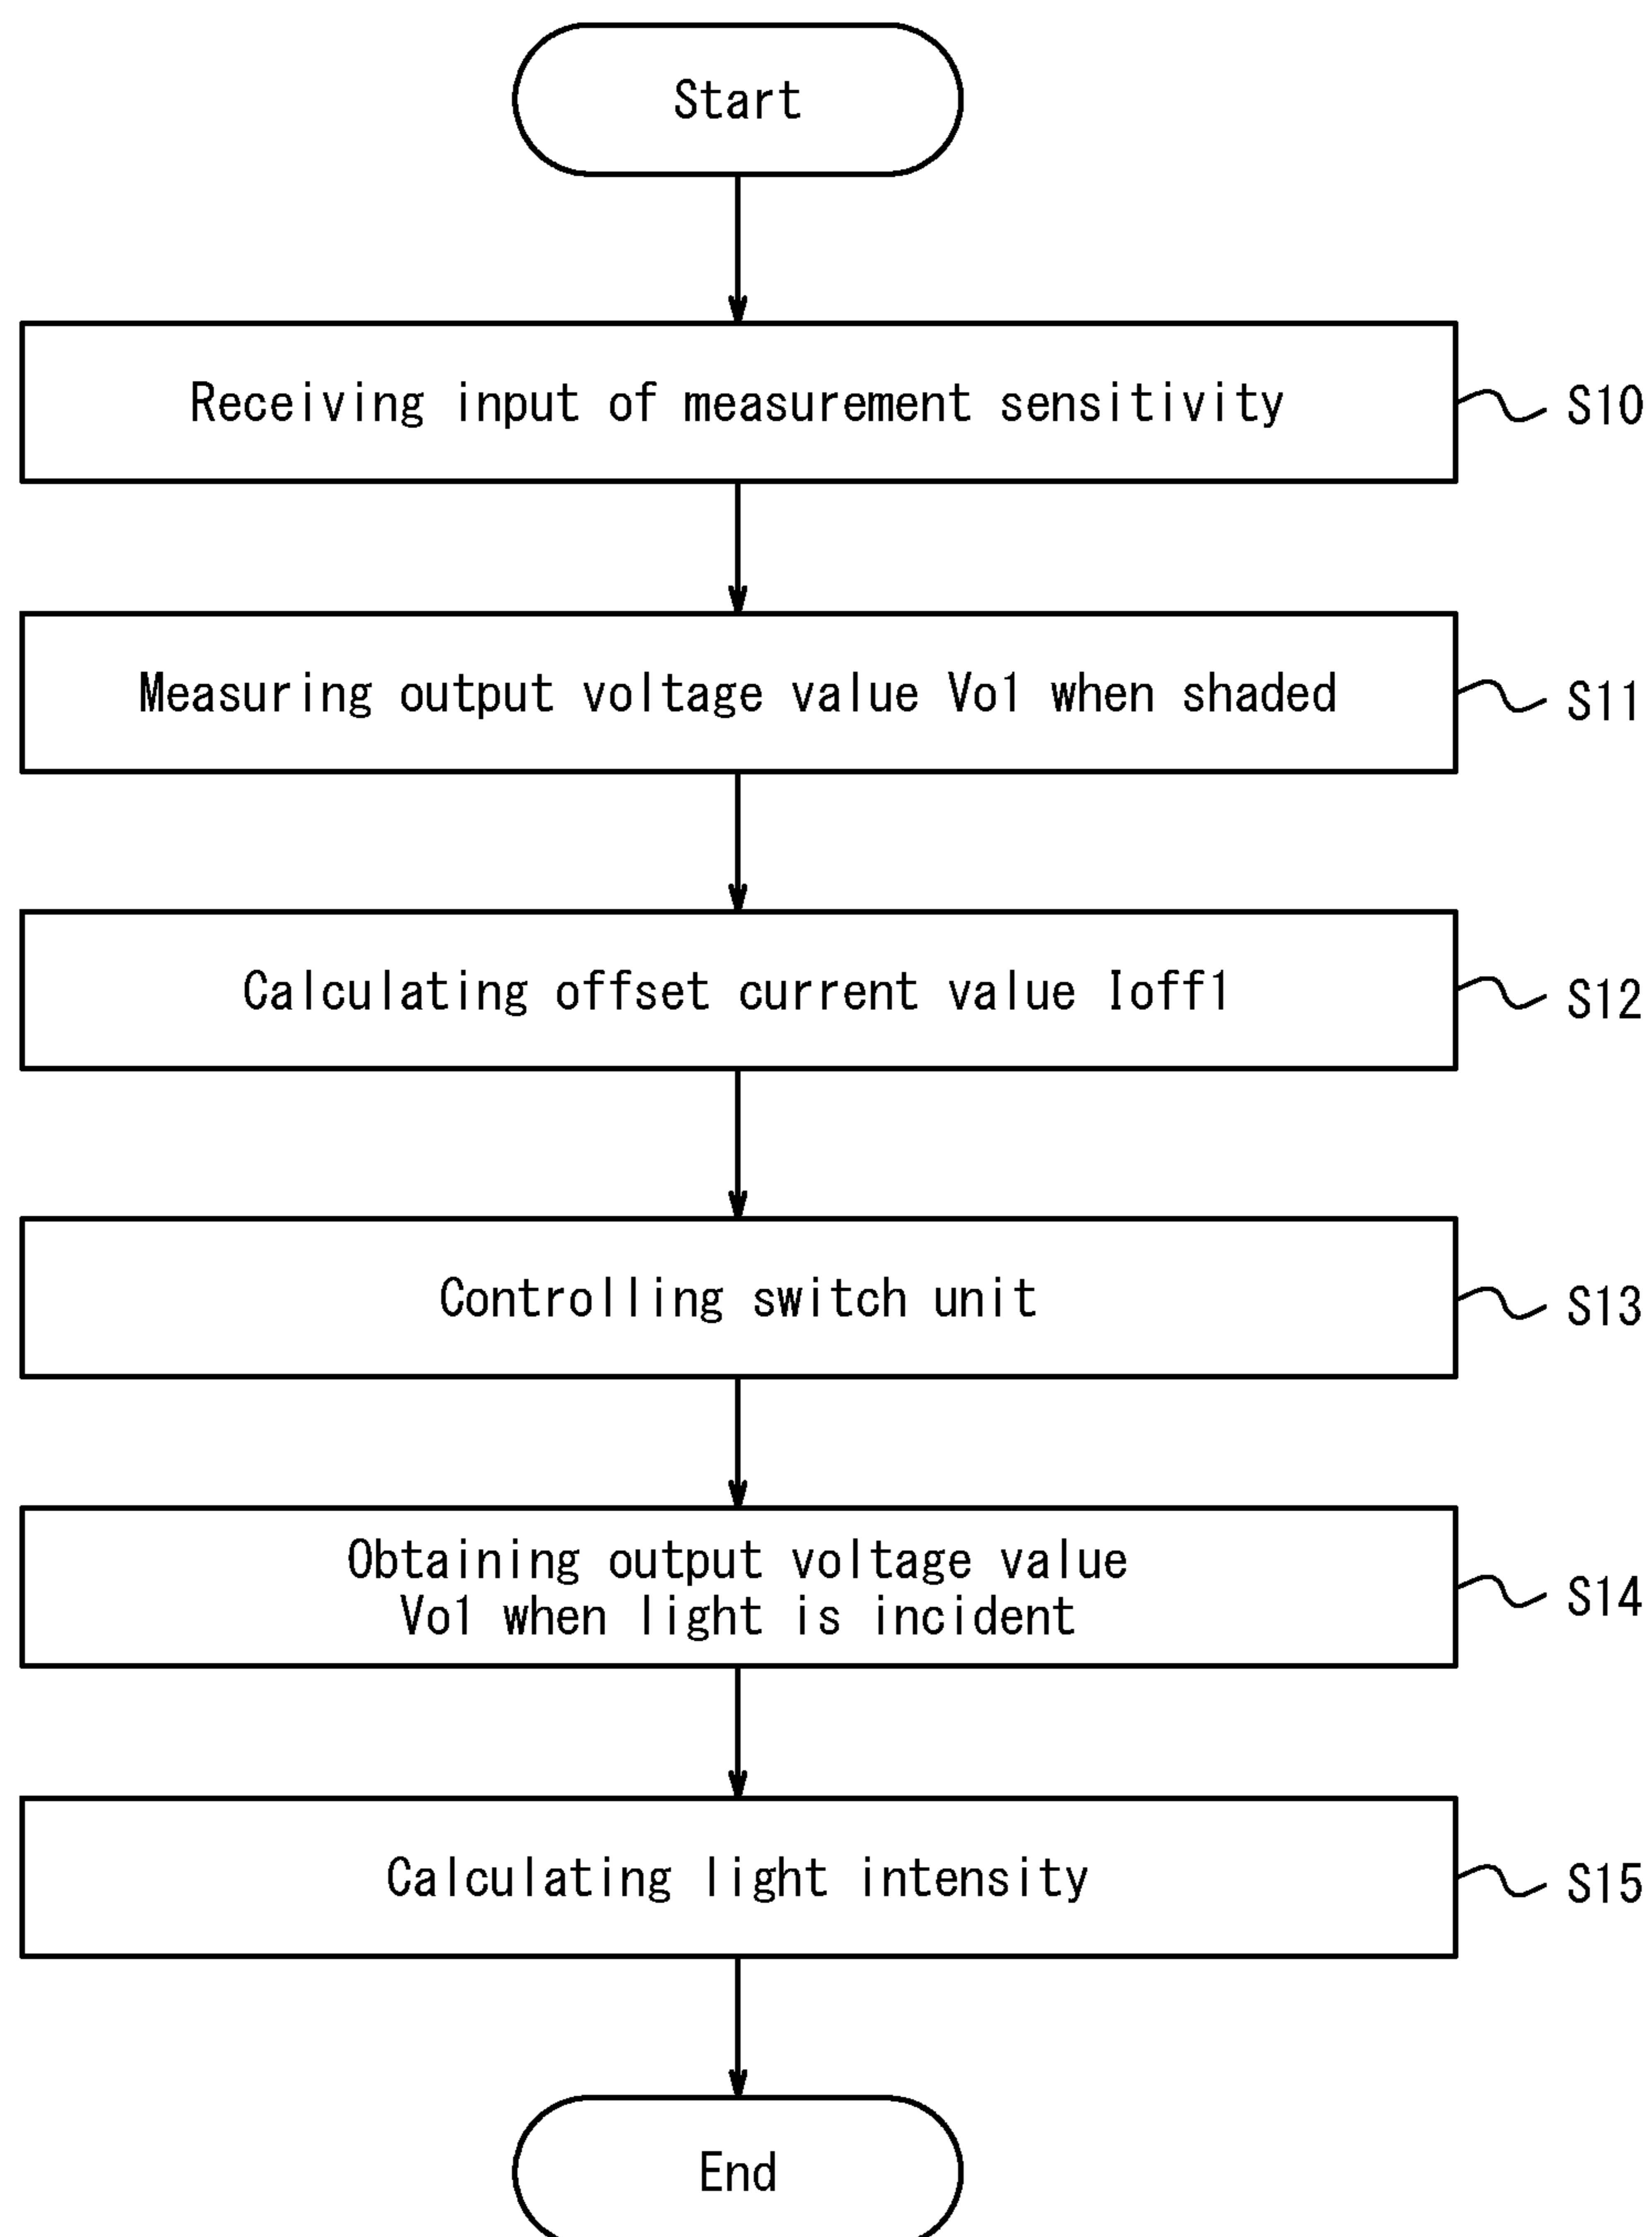 Start
Receiving input of measurement sensitivity
S10
Measuring output voltage value Vo1 when shaded
S11
Calculating offset current value Ioff1
S12
Controlling switch unit
S13
Obtaining output voltage value
Vo1 when light is incident
S14
Calculating light intensity
S15
End